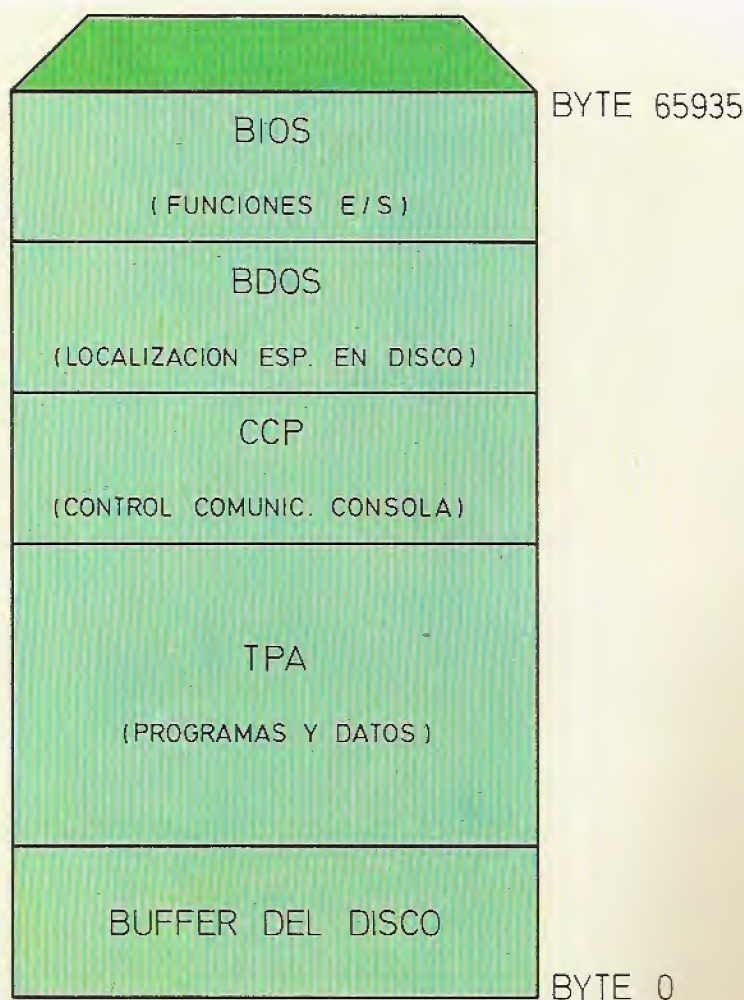 BYTE 65935
BIOS
(FUNCIONES E/S)
BDOS
(LOCALIZACION ESP. EN DISCO)
CCP
(CONTROL COMUNIC. CONSOLA)
TPA
(PROGRAMAS Y DATOS)
BUFFER DEL DISCO
BYTE 0